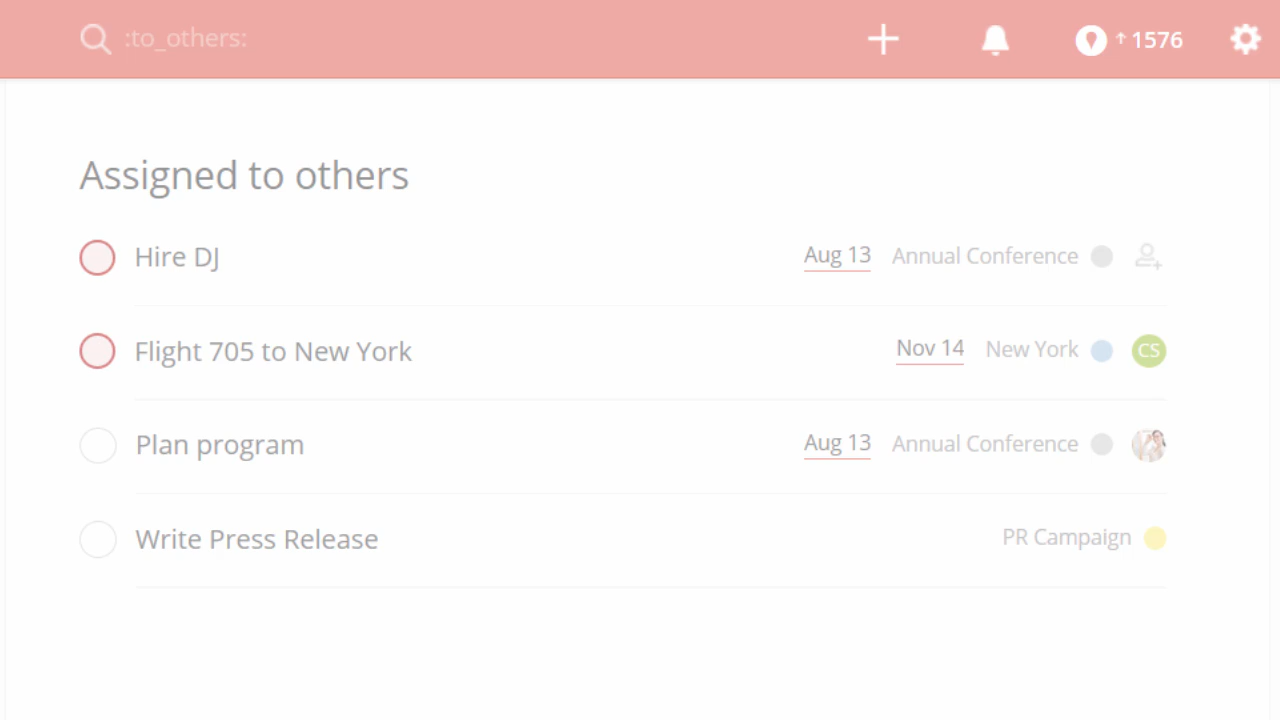 :to_others:
↑1576
Assigned to others
Hire DJ Aug 13 Annual Conference
Flight 705 to New York Nov 14 New York CS
Plan program Aug 13 Annual Conference
Write Press Release PR Campaign